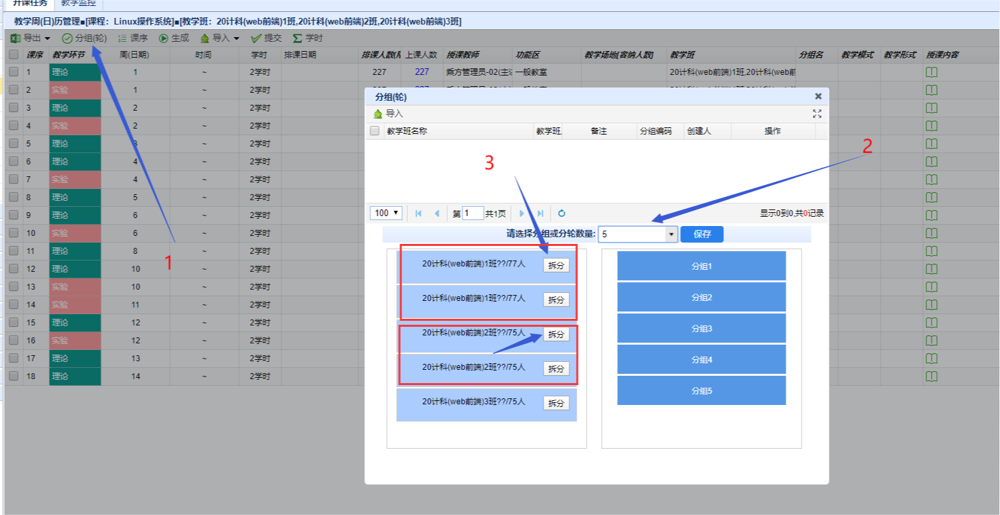 开课任务 教学监控
教学周(日)历管理■[课程：Linux操作系统]■[教学班：20计科(web前端)1班,20计科(web前端)2班,20计科(web前端)3班]
导出 分组(轮) 课序 生成 导入 提交 学时
课序 教学环节 周(日期) 时间 学时 排课日期 排课人数( 上课人数 授课教师 功能区 教学场地[容纳人数] 教学班 分组名 教学模式 教学形式 授课内容
1 理论 1 ~ 2学时 227 227 乘方管理员-02(主讲 一般教室 20计科(web前端)1班,20计科(web前
2 实验 1 ~ 2学时
3 理论 2 ~ 2学时
4 实验 2 ~ 2学时
5 理论 3 ~ 2学时
6 理论 4 ~ 2学时
7 实验 4 ~ 2学时
8 理论 5 ~ 2学时
9 理论 6 ~ 2学时
10 实验 6 ~ 2学时
11 理论 8 ~ 2学时
12 理论 10 ~ 2学时
13 实验 10 ~ 2学时
14 实验 11 ~ 2学时
15 理论 12 ~ 2学时
16 实验 12 ~ 2学时
17 理论 13 ~ 2学时
18 理论 14 ~ 2学时
1
分组(轮)
导入
教学班名称 教学班 备注 分组编码 创建人 操作
2
3
100 第 1 共1页 显示0到0,共0记录
请选择分组或分轮数量: 5 保存
20计科(web前端)1班??/77人 拆分
20计科(web前端)1班??/77人 拆分
20计科(web前端)2班??/75人 拆分
20计科(web前端)2班??/75人 拆分
20计科(web前端)3班??/75人 拆分
分组1
分组2
分组3
分组4
分组5